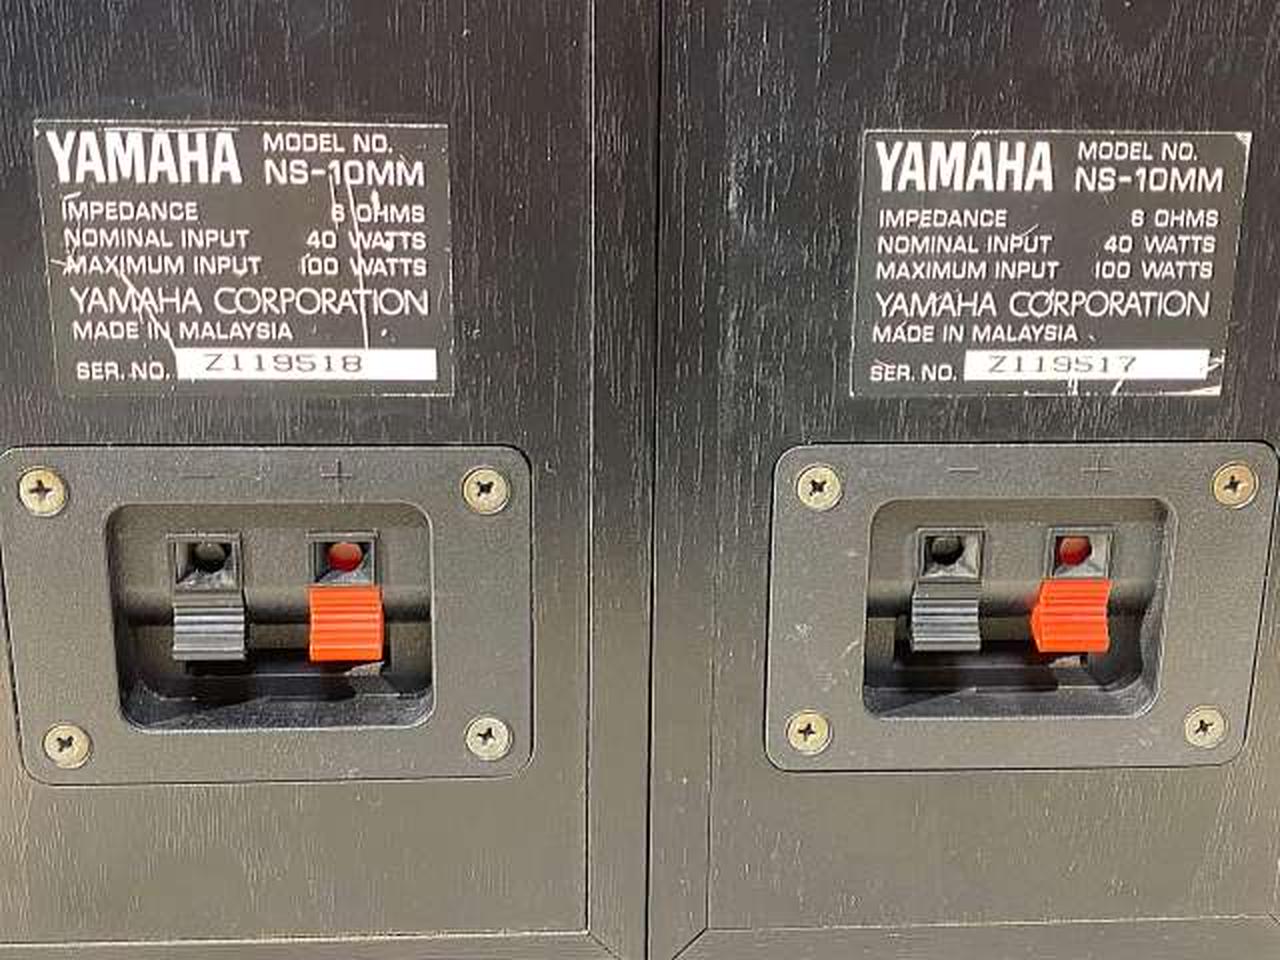 YAMAHA MODEL NO.
NS-10MM
IMPEDANCE 6 OHMS
NOMINAL INPUT 40 WATTS
MAXIMUM INPUT 100 WATTS
YAMAHA CORPORATION
MADE IN MALAYSIA
SER. NO. Z119518
− +
YAMAHA MODEL NO.
NS-10MM
IMPEDANCE 6 OHMS
NOMINAL INPUT 40 WATTS
MAXIMUM INPUT 100 WATTS
YAMAHA CORPORATION
MADE IN MALAYSIA
SER. NO. Z119517
− +